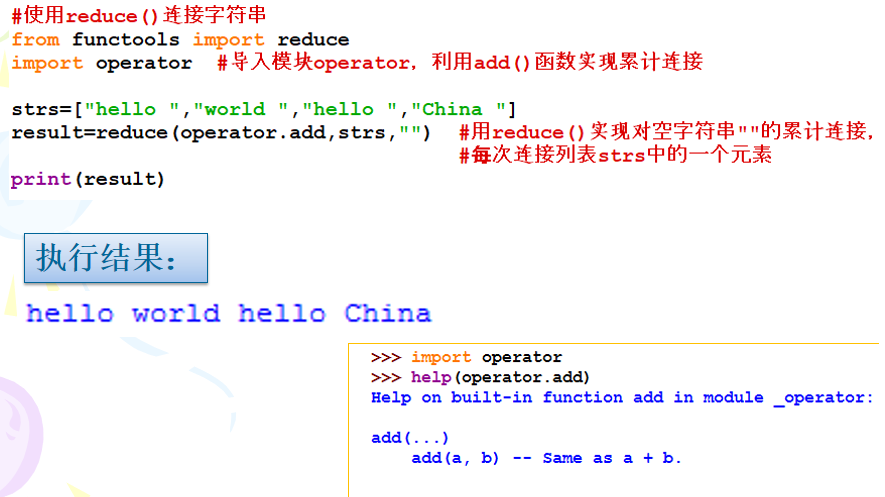 #使用reduce()连接字符串
from functools import reduce
import operator  #导入模块operator，利用add()函数实现累计连接
strs=["hello ","world ","hello ","China "]
result=reduce(operator.add,strs,"")  #用reduce()实现对空字符串""的累计连接，
#每次连接列表strs中的一个元素
print(result)
执行结果：
hello world hello China
>>> import operator
>>> help(operator.add)
Help on built-in function add in module _operator:
add(...)
    add(a, b) -- Same as a + b.